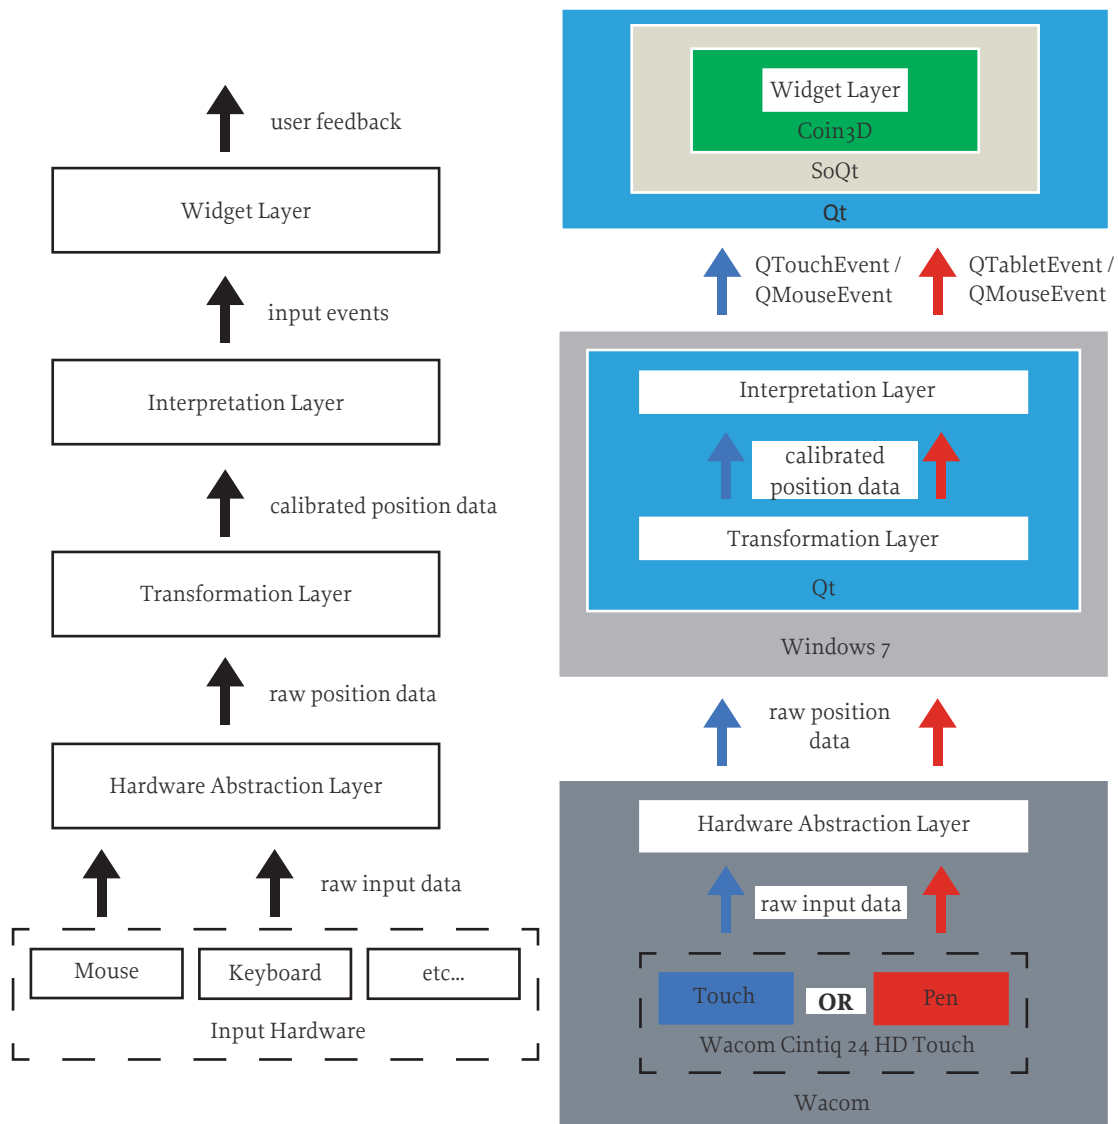 user feedback
Widget Layer
input events
Interpretation Layer
calibrated position data
Transformation Layer
raw position data
Hardware Abstraction Layer
raw input data
Mouse
Keyboard
etc...
Input Hardware
Widget Layer
Coin3D
SoQt
Qt
QTouchEvent /
QMouseEvent
QTabletEvent /
QMouseEvent
Interpretation Layer
calibrated
position data
Transformation Layer
Qt
Windows 7
raw position
data
Hardware Abstraction Layer
raw input data
Touch
OR
Pen
Wacom Cintiq 24 HD Touch
Wacom